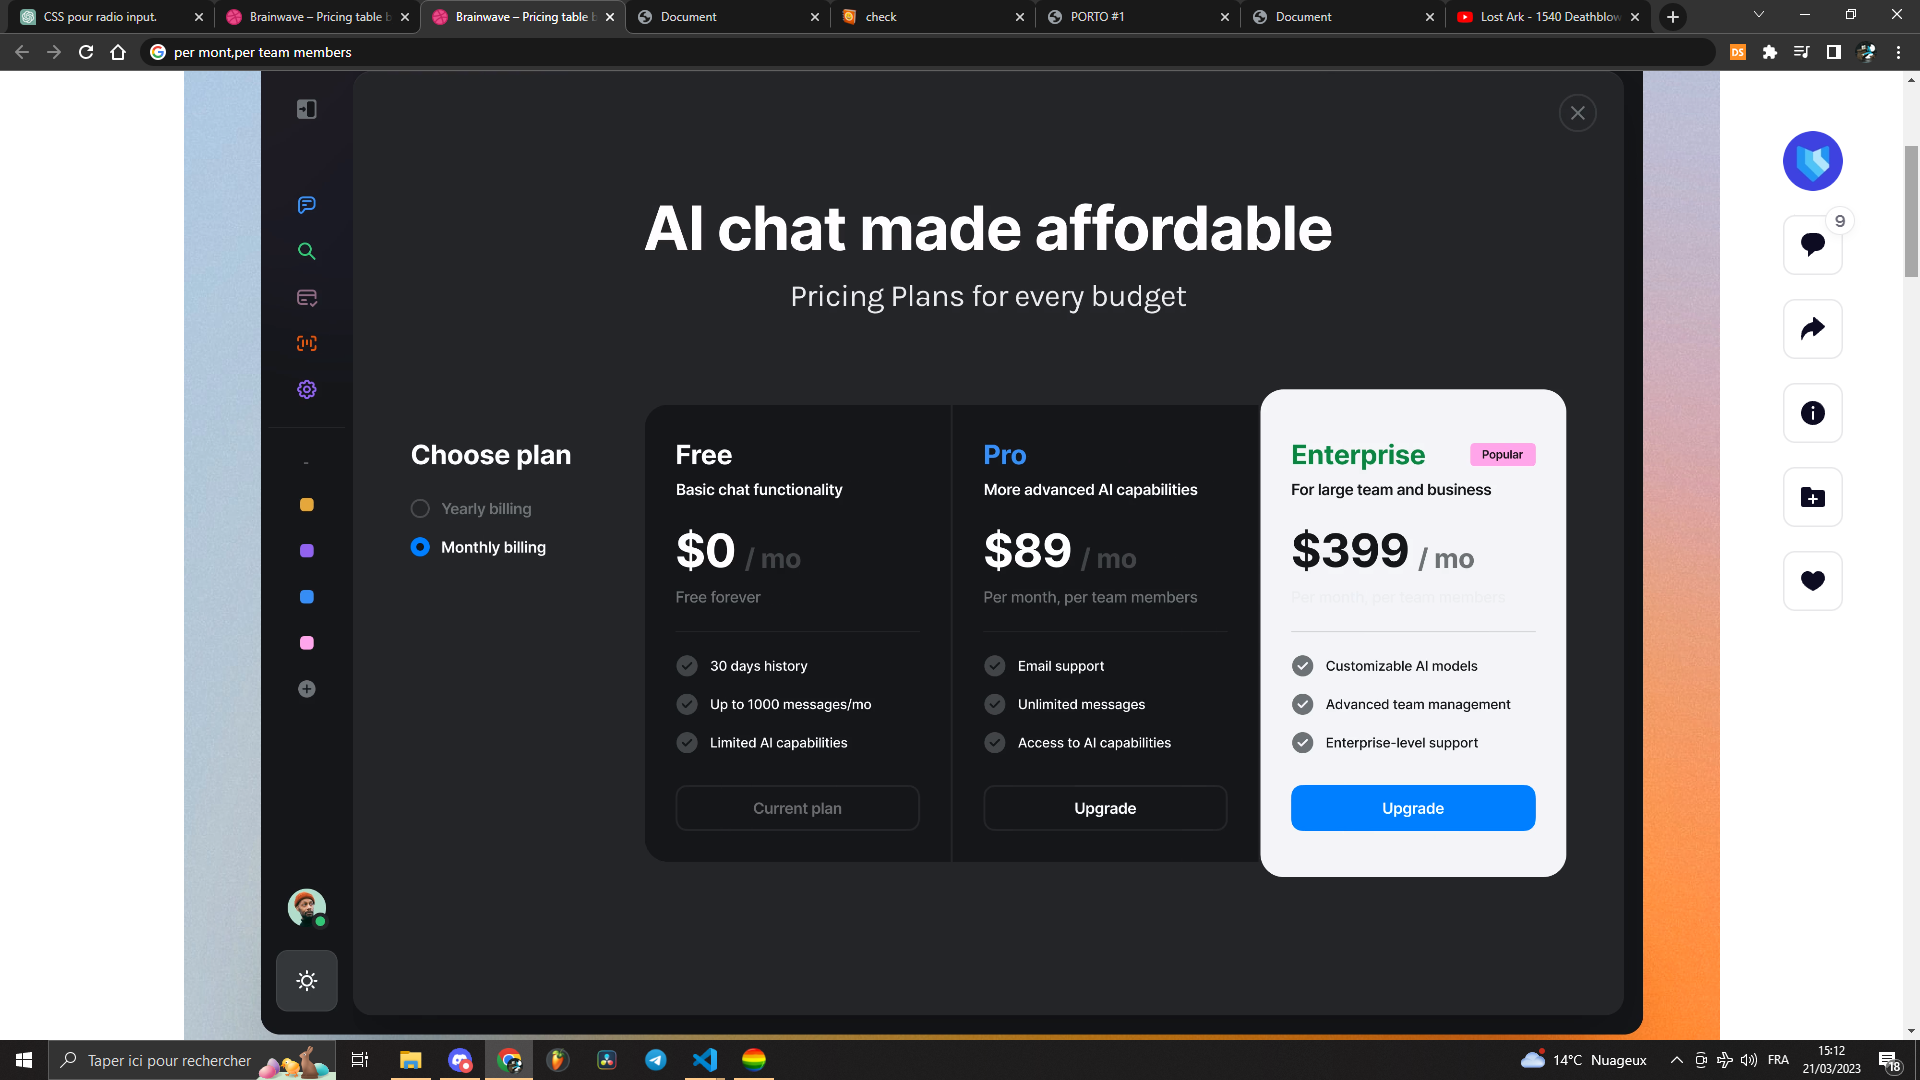 CSS pour radio input.
Brainwave – Pricing table b
Brainwave – Pricing table b
Document
check
PORTO #1
Document
Lost Ark - 1540 Deathblow
per mont,per team members
DS
9
AI chat made affordable
Pricing Plans for every budget
Choose plan
Yearly billing
Monthly billing
Free
Basic chat functionality
$0 / mo
Free forever
30 days history
Up to 1000 messages/mo
Limited AI capabilities
Current plan
Pro
More advanced AI capabilities
$89 / mo
Per month, per team members
Email support
Unlimited messages
Access to AI capabilities
Upgrade
Enterprise
Popular
For large team and business
$399 / mo
Per month, per team members
Customizable AI models
Advanced team management
Enterprise-level support
Upgrade
Taper ici pour rechercher
14°C Nuageux
FRA
15:12
21/03/2023
18